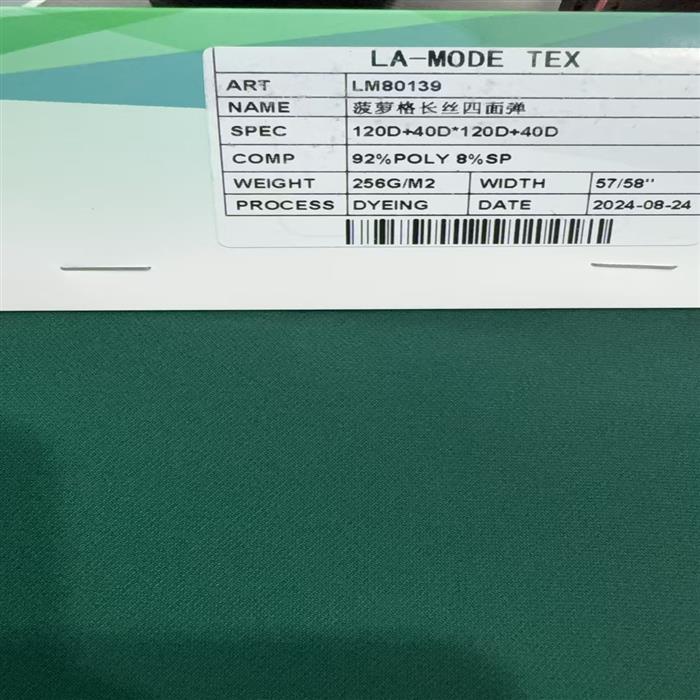 LA-MODE TEX
ART LM80139
NAME 菠萝格长丝四面弹
SPEC 120D+40D*120D+40D
COMP 92%POLY 8%SP
WEIGHT 256G/M2 WIDTH 57/58''
PROCESS DYEING DATE 2024-08-24